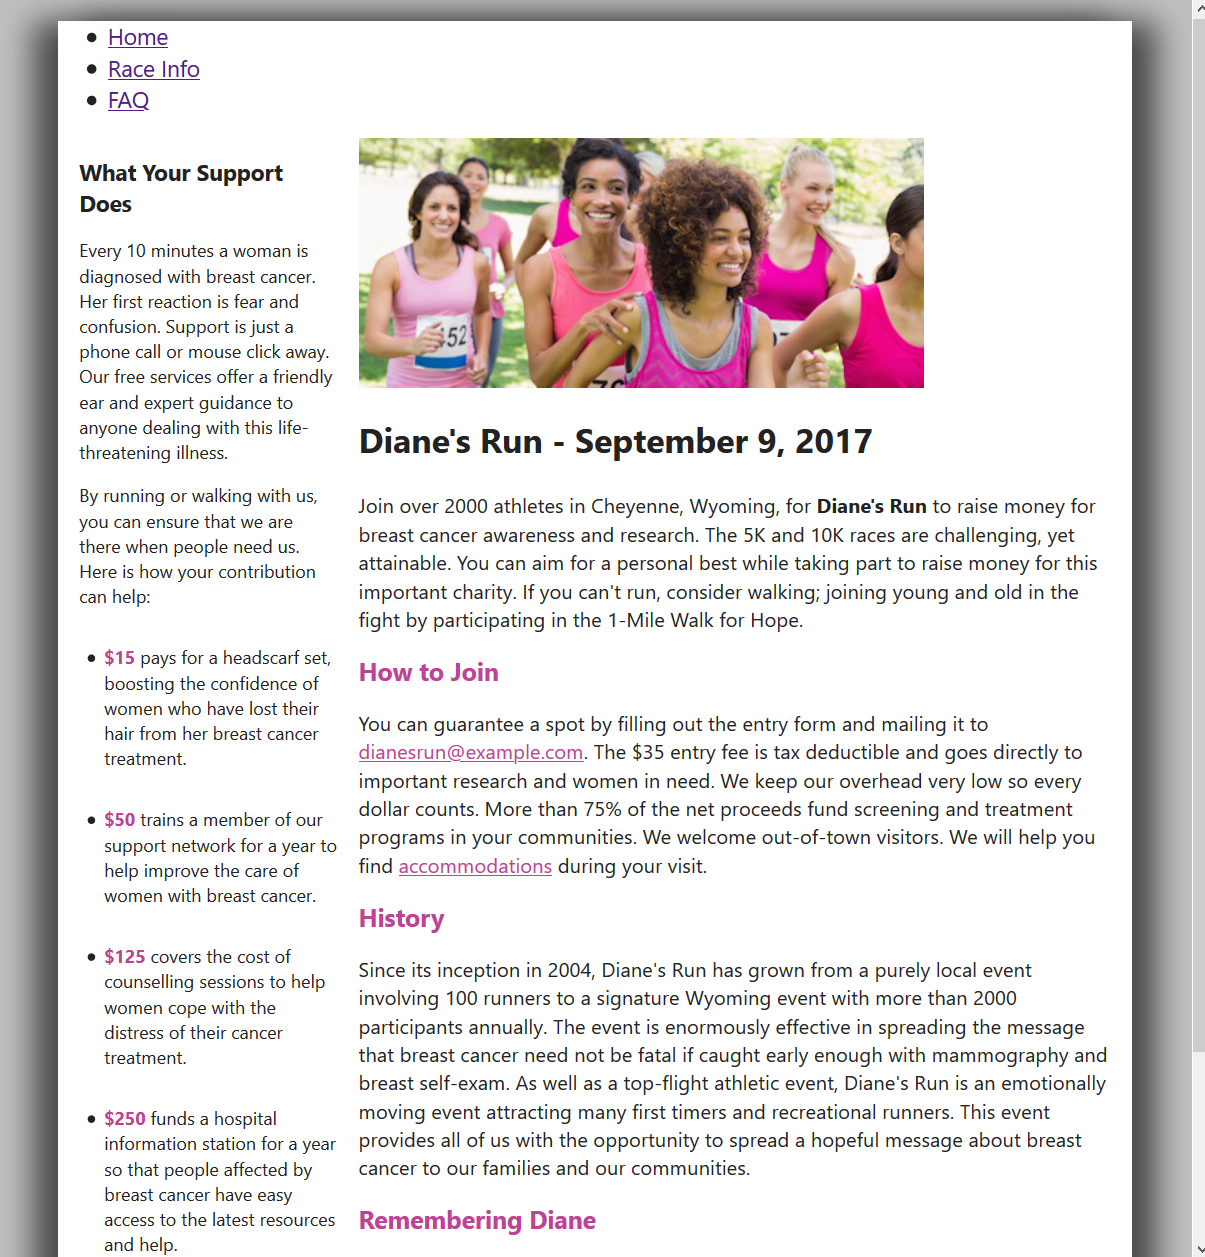 Home
Race Info
FAQ
What Your Support
Does
Every 10 minutes a woman is
diagnosed with breast cancer.
Her first reaction is fear and
confusion. Support is just a
phone call or mouse click away.
Our free services offer a friendly
ear and expert guidance to
anyone dealing with this life-
threatening illness.
By running or walking with us,
you can ensure that we are
there when people need us.
Here is how your contribution
can help:
$15 pays for a headscarf set,
boosting the confidence of
women who have lost their
hair from her breast cancer
treatment.
$50 trains a member of our
support network for a year to
help improve the care of
women with breast cancer.
$125 covers the cost of
counselling sessions to help
women cope with the
distress of their cancer
treatment.
$250 funds a hospital
information station for a year
so that people affected by
breast cancer have easy
access to the latest resources
and help.
52
Diane's Run - September 9, 2017
Join over 2000 athletes in Cheyenne, Wyoming, for Diane's Run to raise money for
breast cancer awareness and research. The 5K and 10K races are challenging, yet
attainable. You can aim for a personal best while taking part to raise money for this
important charity. If you can't run, consider walking; joining young and old in the
fight by participating in the 1-Mile Walk for Hope.
How to Join
You can guarantee a spot by filling out the entry form and mailing it to
dianesrun@example.com. The $35 entry fee is tax deductible and goes directly to
important research and women in need. We keep our overhead very low so every
dollar counts. More than 75% of the net proceeds fund screening and treatment
programs in your communities. We welcome out-of-town visitors. We will help you
find accommodations during your visit.
History
Since its inception in 2004, Diane's Run has grown from a purely local event
involving 100 runners to a signature Wyoming event with more than 2000
participants annually. The event is enormously effective in spreading the message
that breast cancer need not be fatal if caught early enough with mammography and
breast self-exam. As well as a top-flight athletic event, Diane's Run is an emotionally
moving event attracting many first timers and recreational runners. This event
provides all of us with the opportunity to spread a hopeful message about breast
cancer to our families and our communities.
Remembering Diane